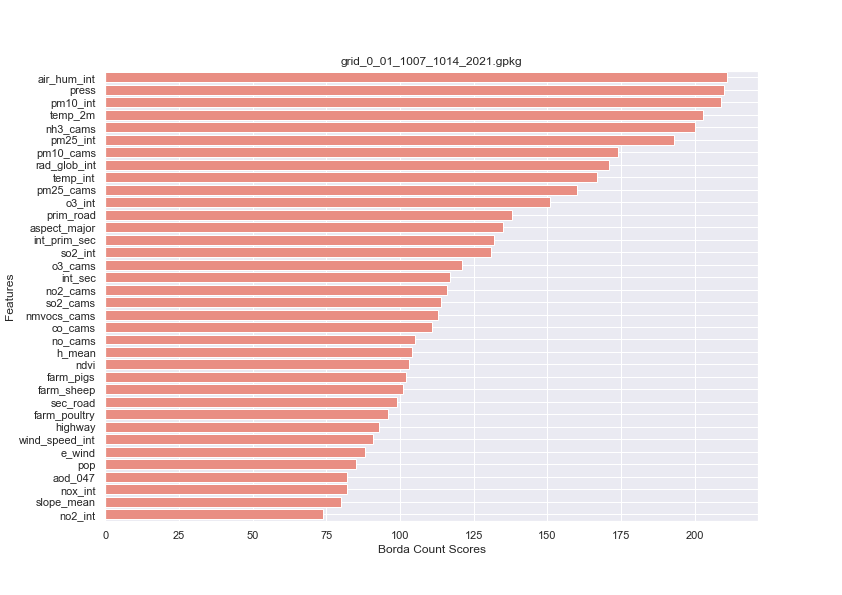 grid_0_01_1007_1014_2021.gpkg
air_hum_int
press
pm10_int
temp_2m
nh3_cams
pm25_int
pm10_cams
rad_glob_int
temp_int
pm25_cams
o3_int
prim_road
aspect_major
int_prim_sec
so2_int
o3_cams
int_sec
no2_cams
so2_cams
nmvocs_cams
co_cams
no_cams
h_mean
ndvi
farm_pigs
farm_sheep
sec_road
farm_poultry
highway
wind_speed_int
e_wind
pop
aod_047
nox_int
slope_mean
no2_int
Features
0 25 50 75 100 125 150 175 200
Borda Count Scores